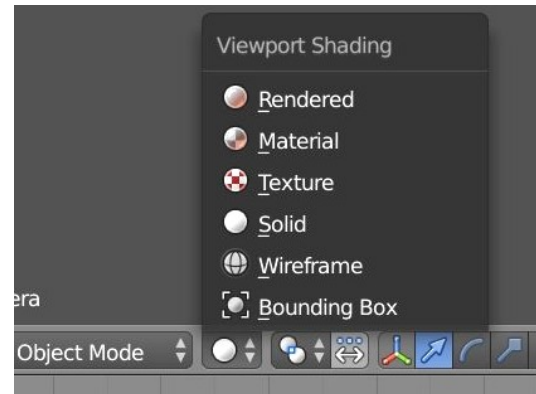 Viewport Shading
Rendered
Material
Texture
Solid
Wireframe
Bounding Box
era
Object Mode